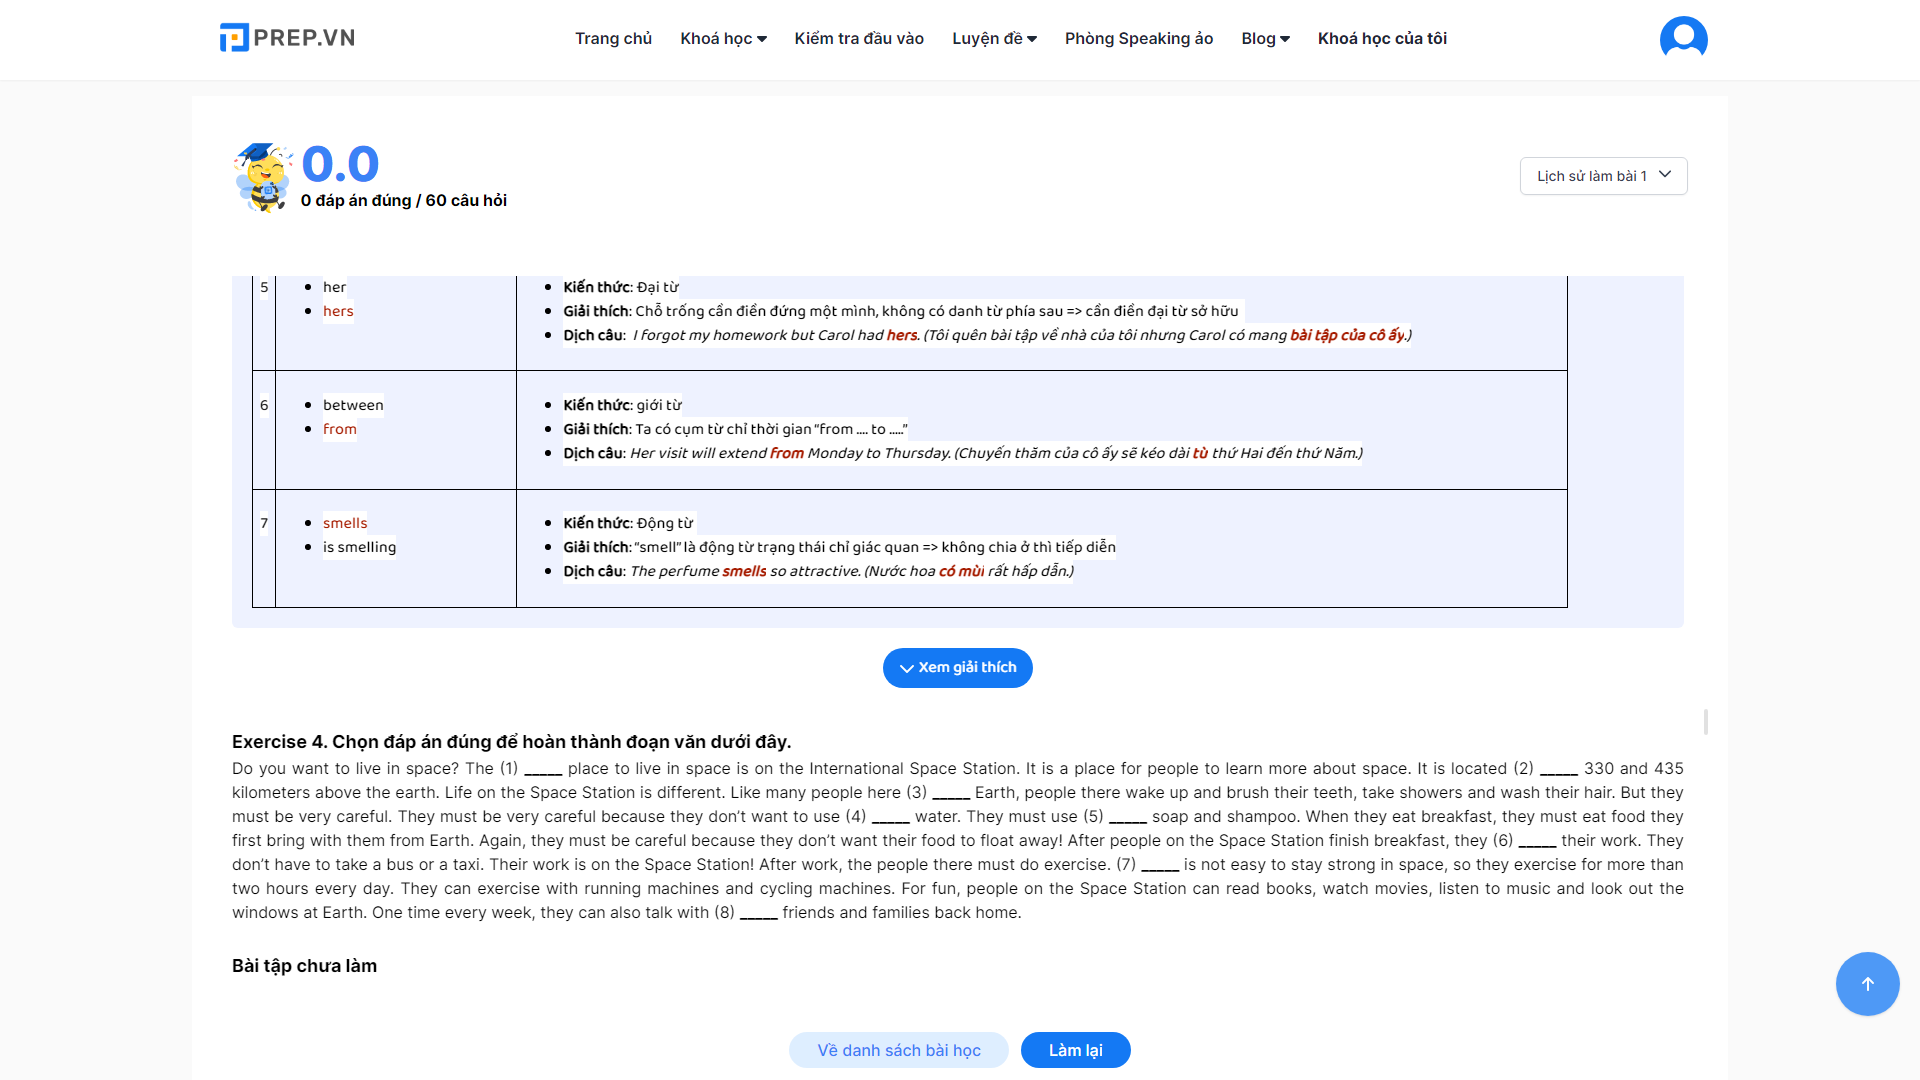 PREP.VN
Trang chủ Khoá học Kiểm tra đầu vào Luyện đề Phòng Speaking ảo Blog Khoá học của tôi
0.0
0 đáp án đúng / 60 câu hỏi
Lịch sử làm bài 1
5
her
hers
Kiến thức: Đại từ
Giải thích: Chỗ trống cần điền đứng một mình, không có danh từ phía sau => cần điền đại từ sở hữu
Dịch câu: I forgot my homework but Carol had hers. (Tôi quên bài tập về nhà của tôi nhưng Carol có mang bài tập của cô ấy.)
6
between
from
Kiến thức: giới từ
Giải thích: Ta có cụm từ chỉ thời gian “from .... to .....”
Dịch câu: Her visit will extend from Monday to Thursday. (Chuyến thăm của cô ấy sẽ kéo dài từ thứ Hai đến thứ Năm.)
7
smells
is smelling
Kiến thức: Động từ
Giải thích: “smell” là động từ trạng thái chỉ giác quan => không chia ở thì tiếp diễn
Dịch câu: The perfume smells so attractive. (Nước hoa có mùi rất hấp dẫn.)
Xem giải thích
Exercise 4. Chọn đáp án đúng để hoàn thành đoạn văn dưới đây.
Do you want to live in space? The (1) _____ place to live in space is on the International Space Station. It is a place for people to learn more about space. It is located (2) _____ 330 and 435
kilometers above the earth. Life on the Space Station is different. Like many people here (3) _____ Earth, people there wake up and brush their teeth, take showers and wash their hair. But they
must be very careful. They must be very careful because they don’t want to use (4) _____ water. They must use (5) _____ soap and shampoo. When they eat breakfast, they must eat food they
first bring with them from Earth. Again, they must be careful because they don’t want their food to float away! After people on the Space Station finish breakfast, they (6) _____ their work. They
don’t have to take a bus or a taxi. Their work is on the Space Station! After work, the people there must do exercise. (7) _____ is not easy to stay strong in space, so they exercise for more than
two hours every day. They can exercise with running machines and cycling machines. For fun, people on the Space Station can read books, watch movies, listen to music and look out the
windows at Earth. One time every week, they can also talk with (8) _____ friends and families back home.
Bài tập chưa làm
Về danh sách bài học
Làm lại